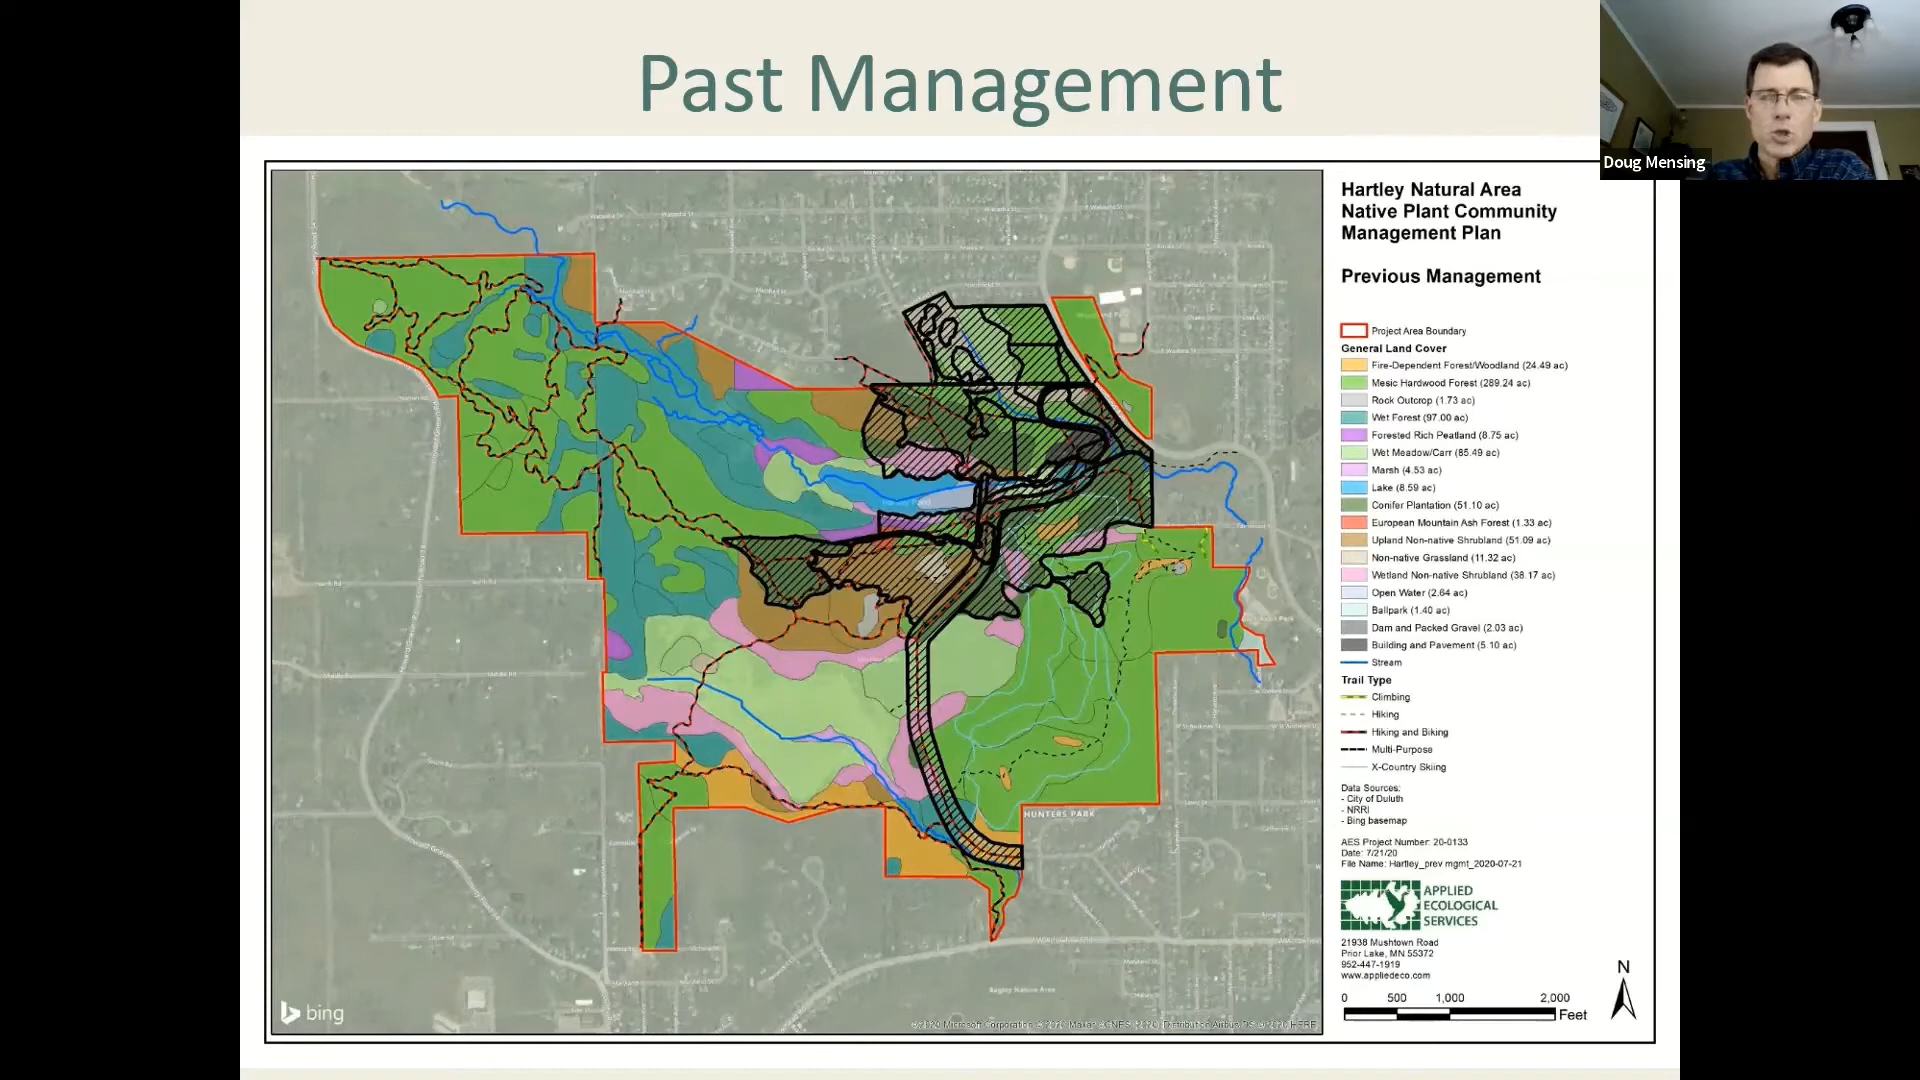 Past Management
Doug Mensing
Hartley Natural Area
Native Plant Community
Management Plan
Previous Management
Project Area Boundary
General Land Cover
Fire-Dependent Forest/Woodland (24.49 ac)
Mesic Hardwood Forest (289.24 ac)
Rock Outcrop (1.73 ac)
Wet Forest (97.00 ac)
Forested Rich Peatland (8.75 ac)
Wet Meadow/Carr (85.49 ac)
Marsh (4.53 ac)
Lake (8.59 ac)
Conifer Plantation (51.10 ac)
European Mountain Ash Forest (1.33 ac)
Upland Non-native Shrubland (51.09 ac)
Non-native Grassland (11.32 ac)
Wetland Non-native Shrubland (38.17 ac)
Open Water (2.64 ac)
Ballpark (1.40 ac)
Dam and Packed Gravel (2.03 ac)
Building and Pavement (5.10 ac)
Stream
Trail Type
Climbing
Hiking
Hiking and Biking
Multi-Purpose
X-Country Skiing
Data Sources:
- City of Duluth
- NRRI
- Bing basemap
AES Project Number: 20-0133
Date: 7/21/20
File Name: Hartley_prev mgmt_2020-07-21
APPLIED
ECOLOGICAL
SERVICES
21938 Mushtown Road
Prior Lake, MN 55372
952-447-1919
www.appliedeco.com
N
0 500 1,000 2,000
Feet
HUNTERS PARK
Bagley Nature Area
bing